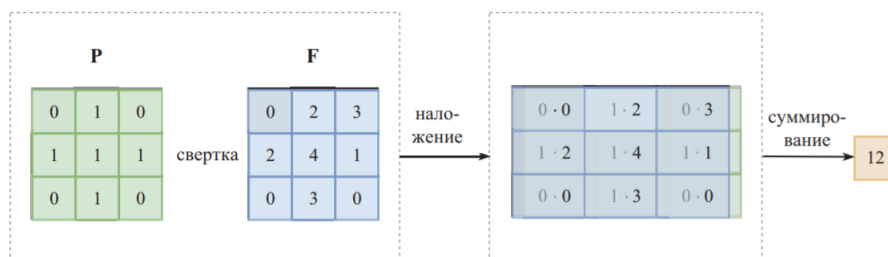 P
F
0 1 0
1 1 1
0 1 0
свертка
0 2 3
2 4 1
0 3 0
нало-
жение
0 · 0 1 · 2 0 · 3
1 · 2 1 · 4 1 · 1
0 · 0 1 · 3 0 · 0
суммиро-
вание
12